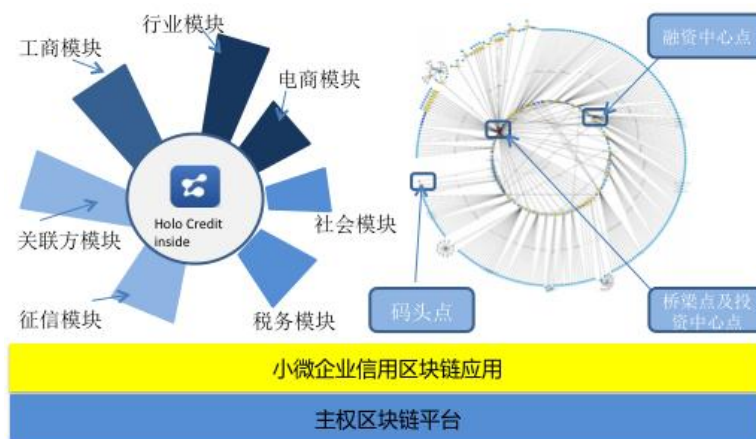 行业模块
工商模块
电商模块
Holo Credit
inside
关联方模块
社会模块
征信模块
税务模块
融资中心点
码头点
桥梁点及投
资中心点
小微企业信用区块链应用
主权区块链平台